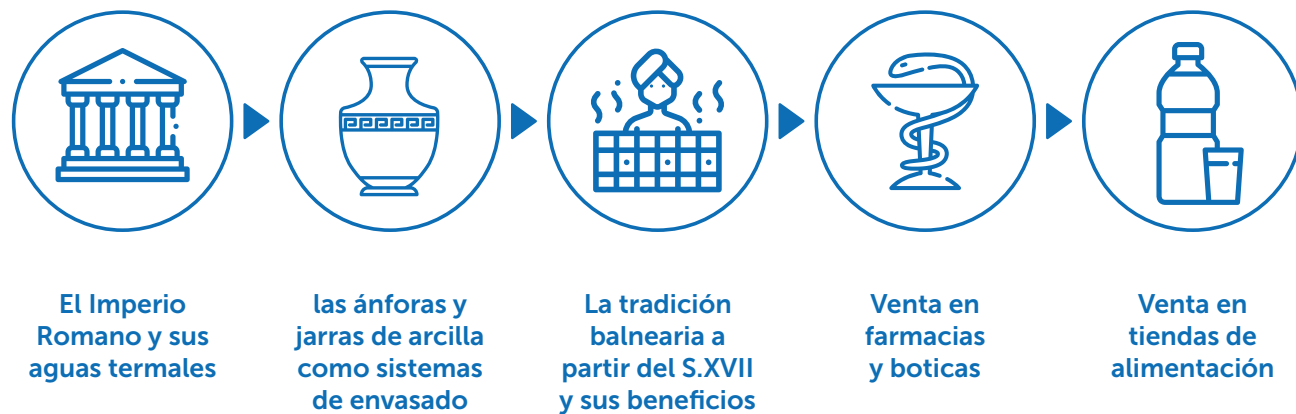 El Imperio
Romano y sus
aguas termales
las ánforas y
jarras de arcilla
como sistemas
de envasado
La tradición
balnearia a
partir del S.XVII
y sus beneficios
Venta en
farmacias
y boticas
Venta en
tiendas de
alimentación